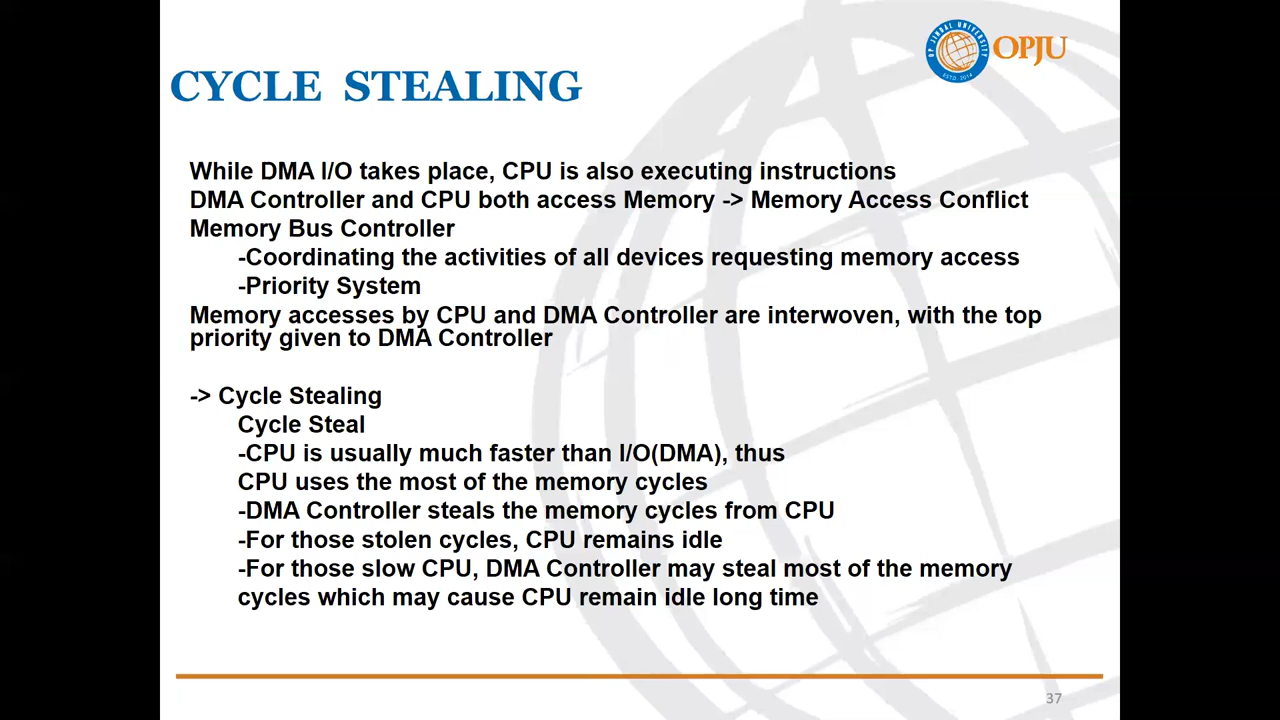 OP JINDAL UNIVERSITY
ESTD. 2014
OPJU
CYCLE STEALING
While DMA I/O takes place, CPU is also executing instructions
DMA Controller and CPU both access Memory -> Memory Access Conflict
Memory Bus Controller
-Coordinating the activities of all devices requesting memory access
-Priority System
Memory accesses by CPU and DMA Controller are interwoven, with the top
priority given to DMA Controller
-> Cycle Stealing
Cycle Steal
-CPU is usually much faster than I/O(DMA), thus
CPU uses the most of the memory cycles
-DMA Controller steals the memory cycles from CPU
-For those stolen cycles, CPU remains idle
-For those slow CPU, DMA Controller may steal most of the memory
cycles which may cause CPU remain idle long time
37